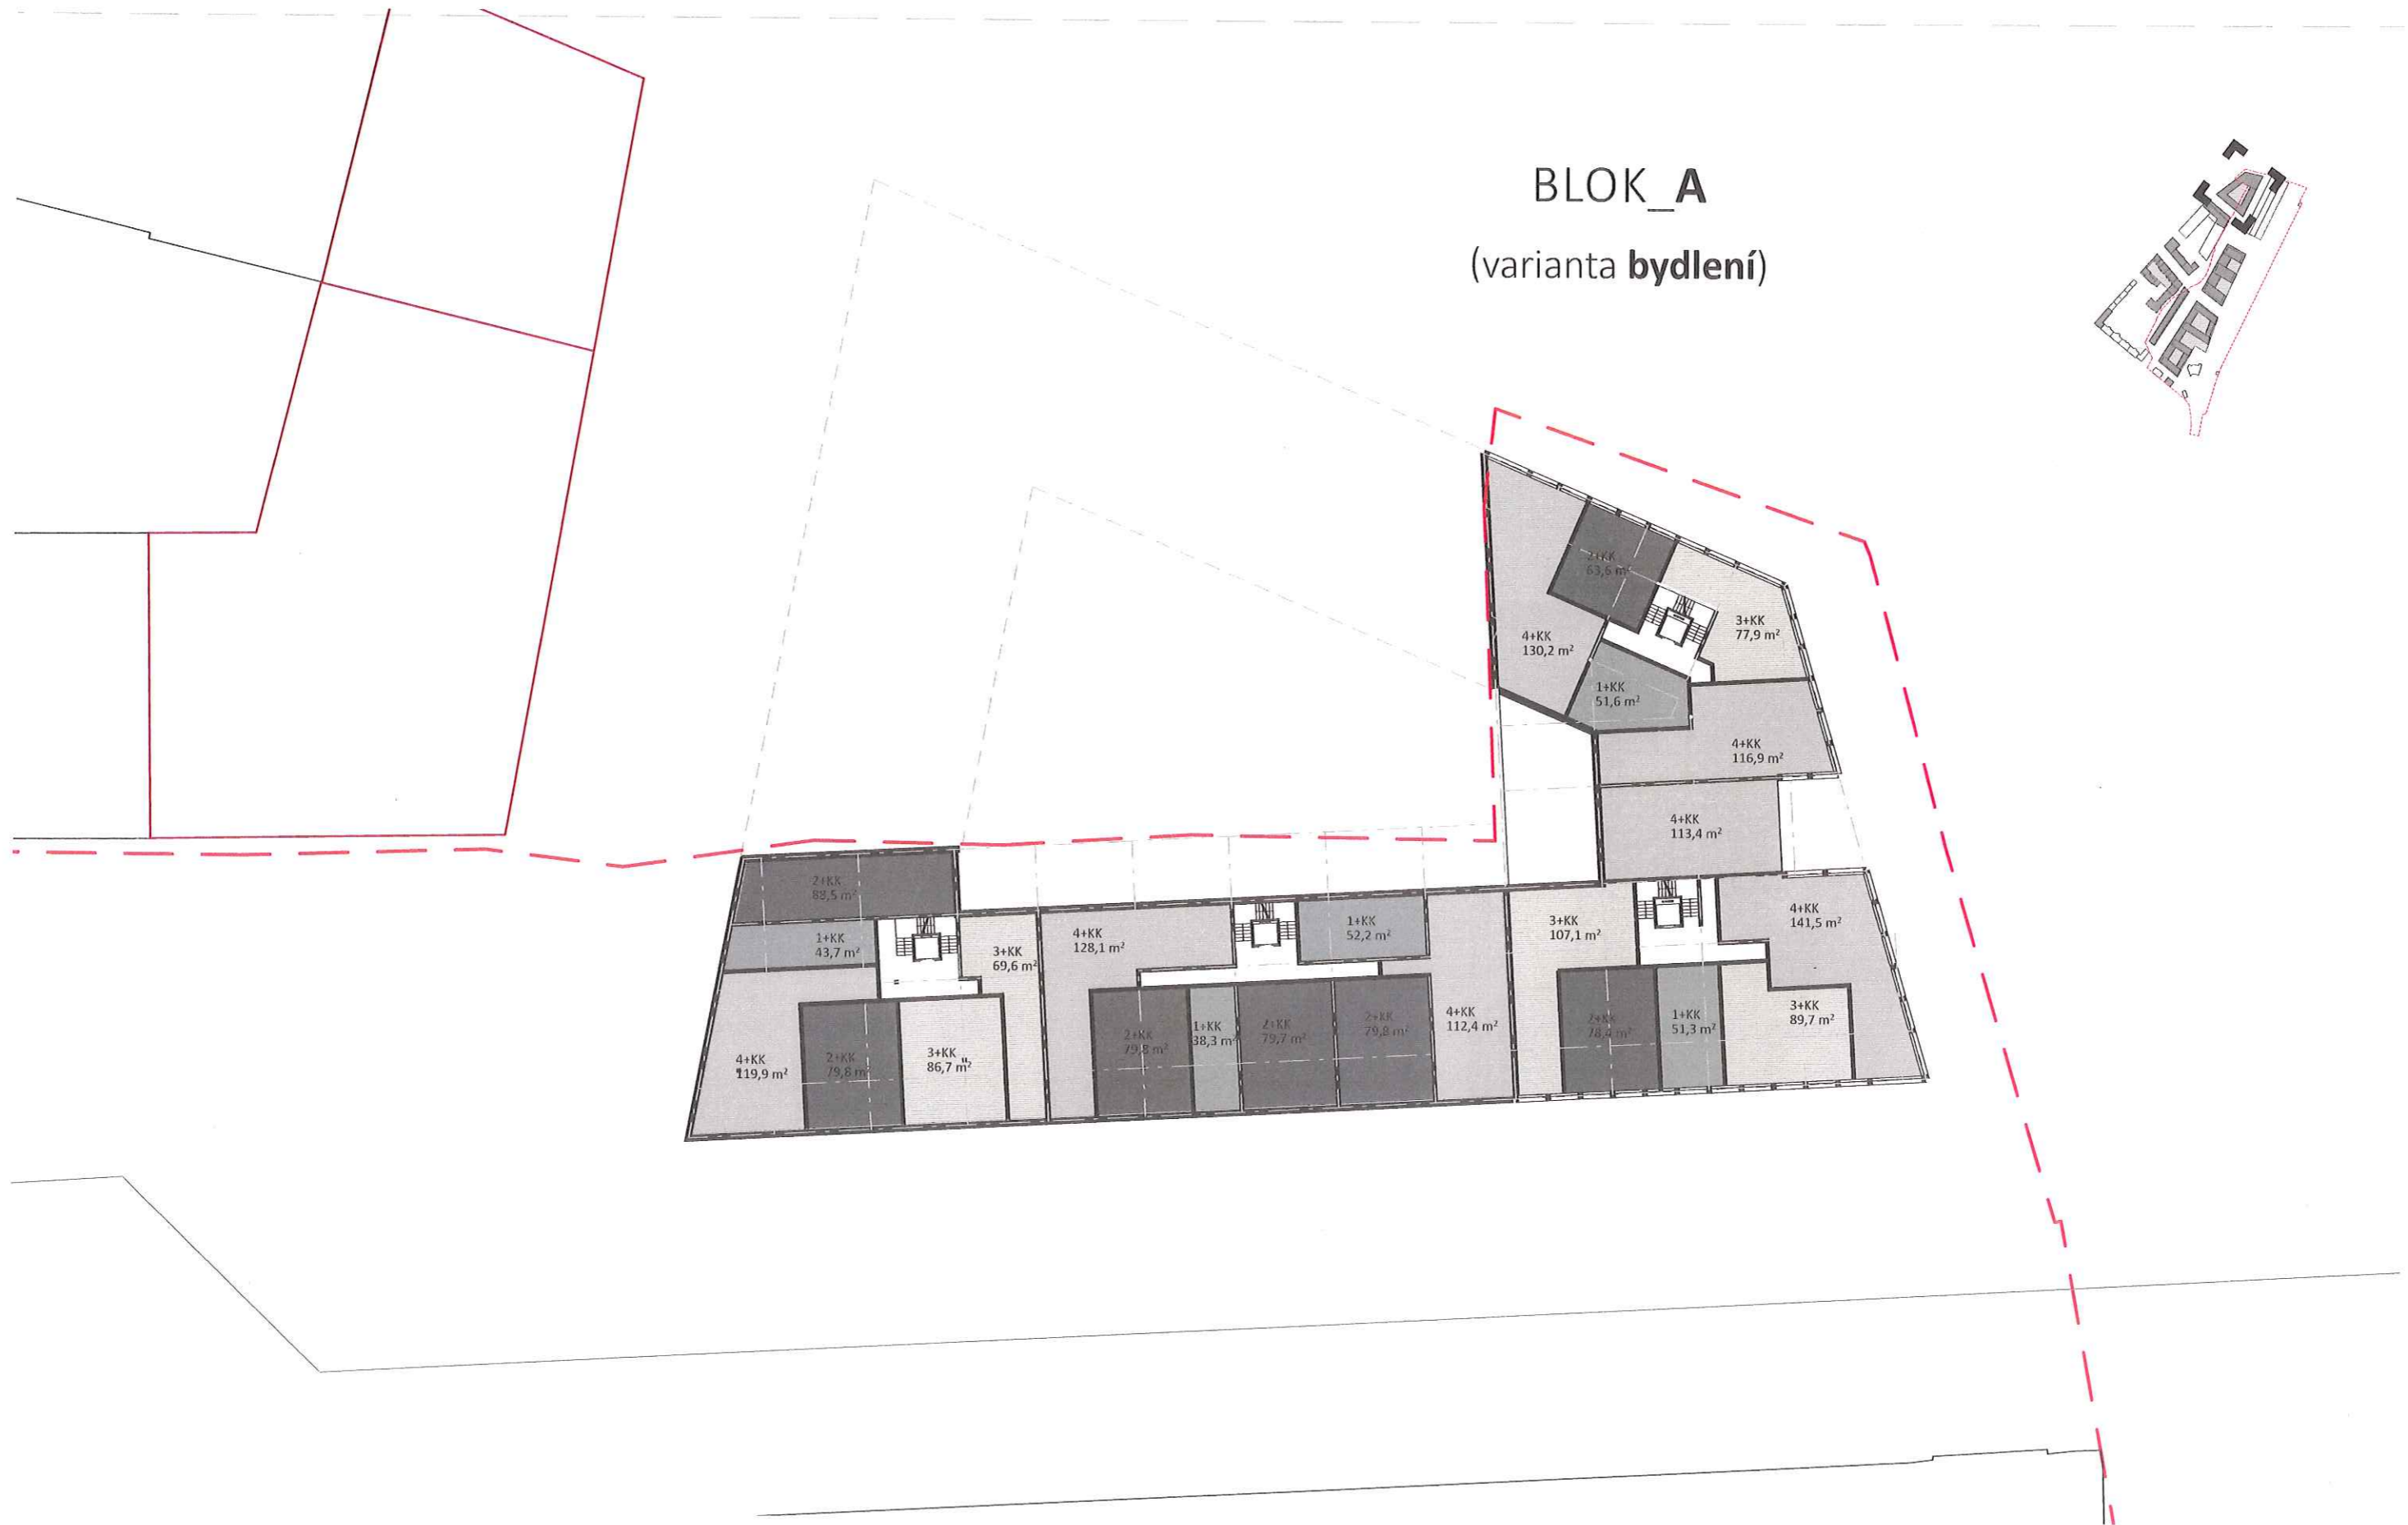 BLOK_A
(varianta bydlení)
2+KK
63,6 m²
3+KK
77,9 m²
4+KK
130,2 m²
1+KK
51,6 m²
4+KK
116,9 m²
4+KK
113,4 m²
2+KK
88,5 m²
1+KK
43,7 m²
3+KK
69,6 m²
4+KK
119,9 m²
2+KK
79,8 m²
3+KK
86,7 m²
4+KK
128,1 m²
1+KK
52,2 m²
2+KK
79,8 m²
1+KK
38,3 m²
2+KK
79,7 m²
2+KK
79,8 m²
4+KK
112,4 m²
3+KK
107,1 m²
4+KK
141,5 m²
2+KK
78,4 m²
1+KK
51,3 m²
3+KK
89,7 m²